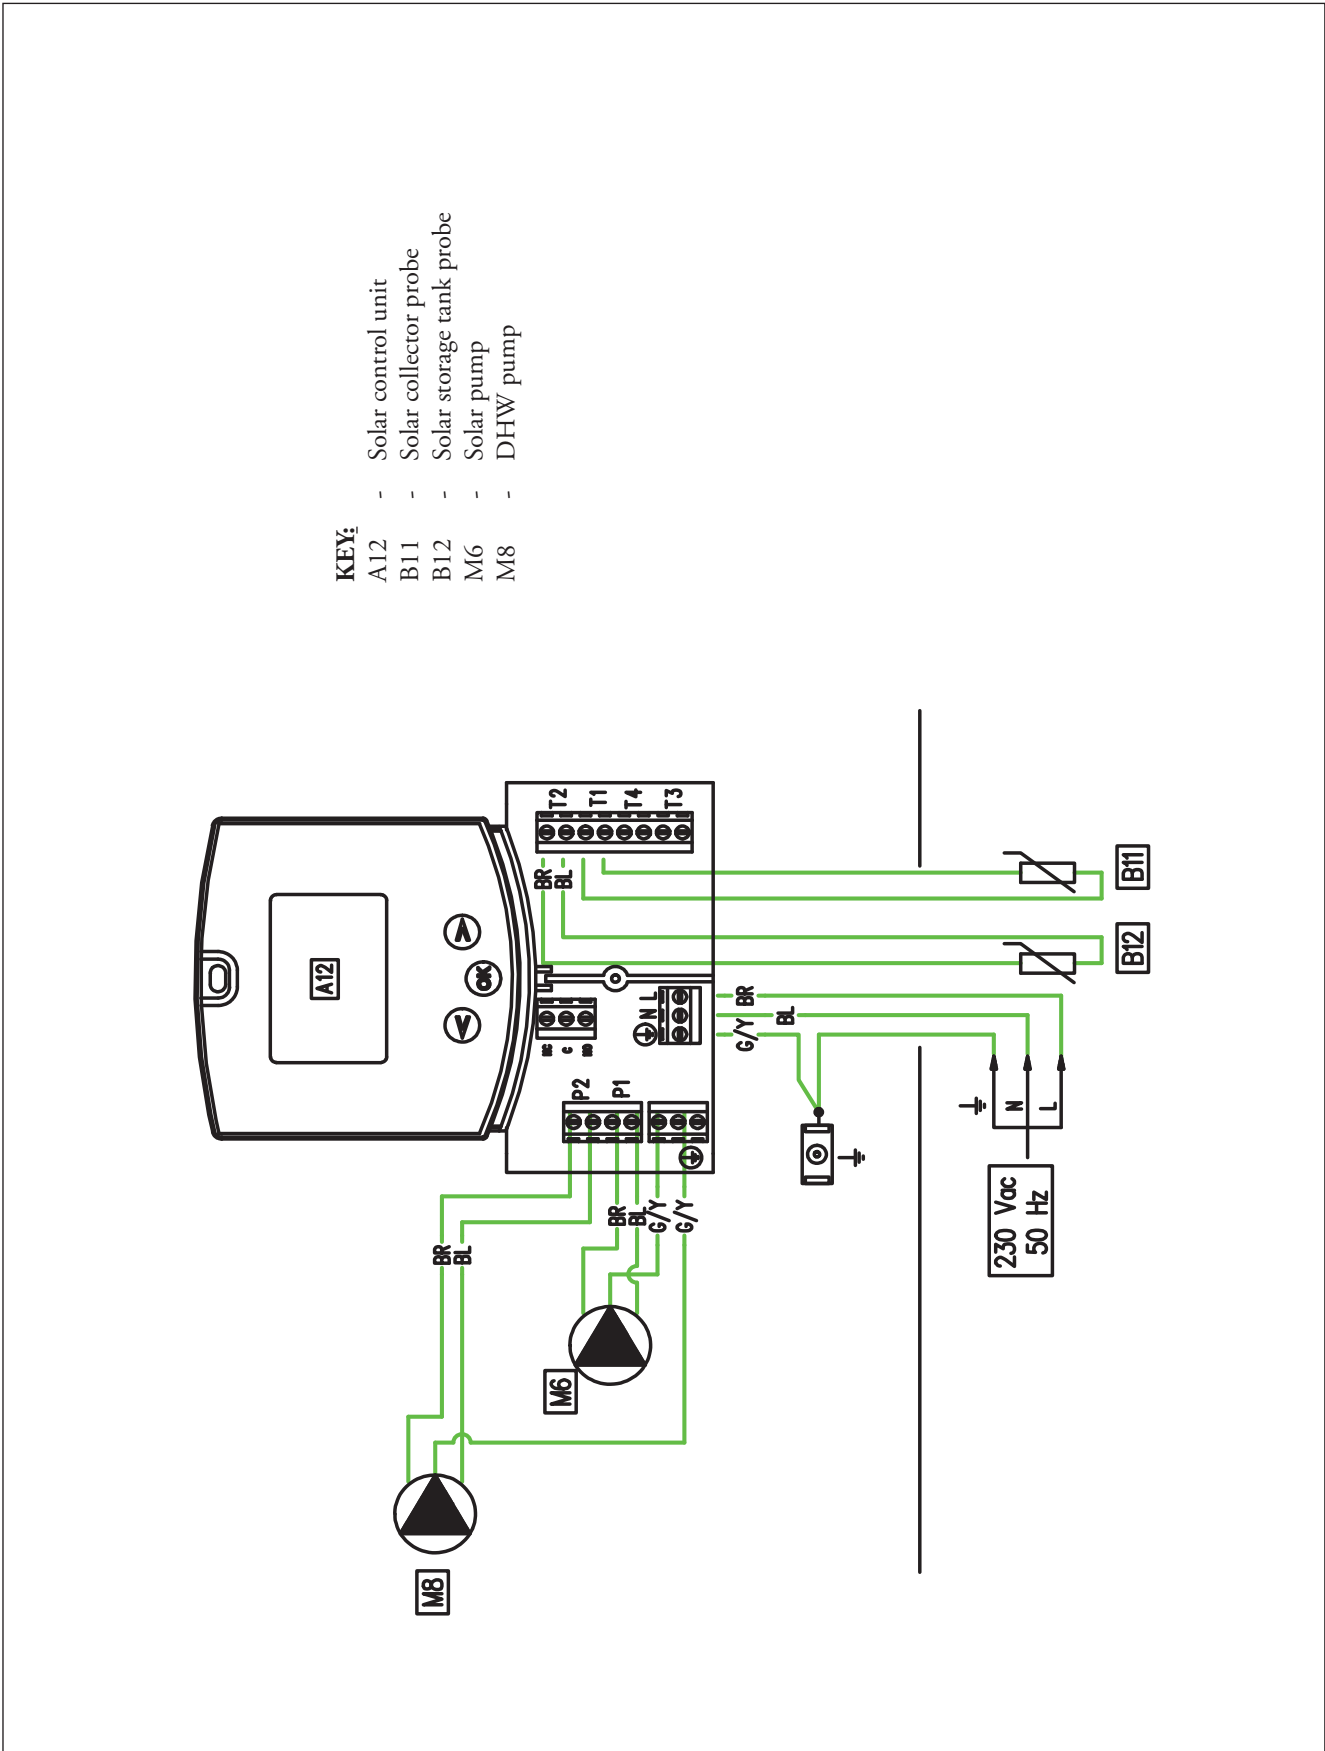 KEY:
A12 - Solar control unit
B11 - Solar collector probe
B12 - Solar storage tank probe
M6 - Solar pump
M8 - DHW pump
A12
OK
T2
T1
T4
T3
BR
BL
NC
C
NO
N L
P2
P1
BR
BL
G/Y
G/Y
BR
BL
G/Y
BL
BR
M6
M8
B11
B12
N
L
230 Vac
50 Hz